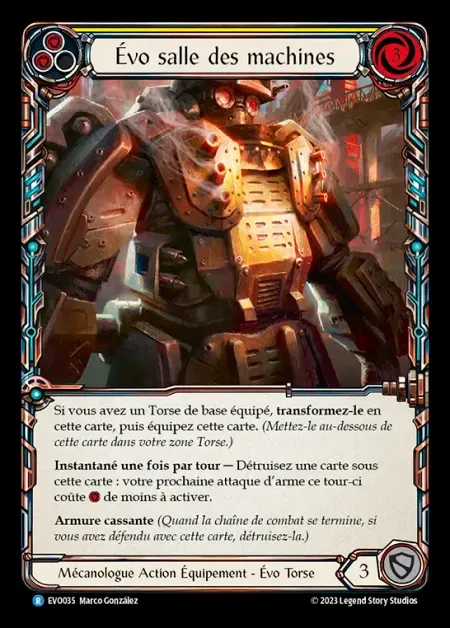 Évo salle des machines
3
Si vous avez un Torse de base équipé, transformez-le en
cette carte, puis équipez cette carte. (Mettez-le au-dessous de
cette carte dans votre zone Torse.)
Instantané une fois par tour — Détruisez une carte sous
cette carte : votre prochaine attaque d'arme ce tour-ci
coûte de moins à activer.
Armure cassante (Quand la chaîne de combat se termine, si
vous avez défendu avec cette carte, détruisez-la.)
Mécanologue Action Équipement - Évo Torse
3
R EVO035 Marco González
© 2023 Legend Story Studios